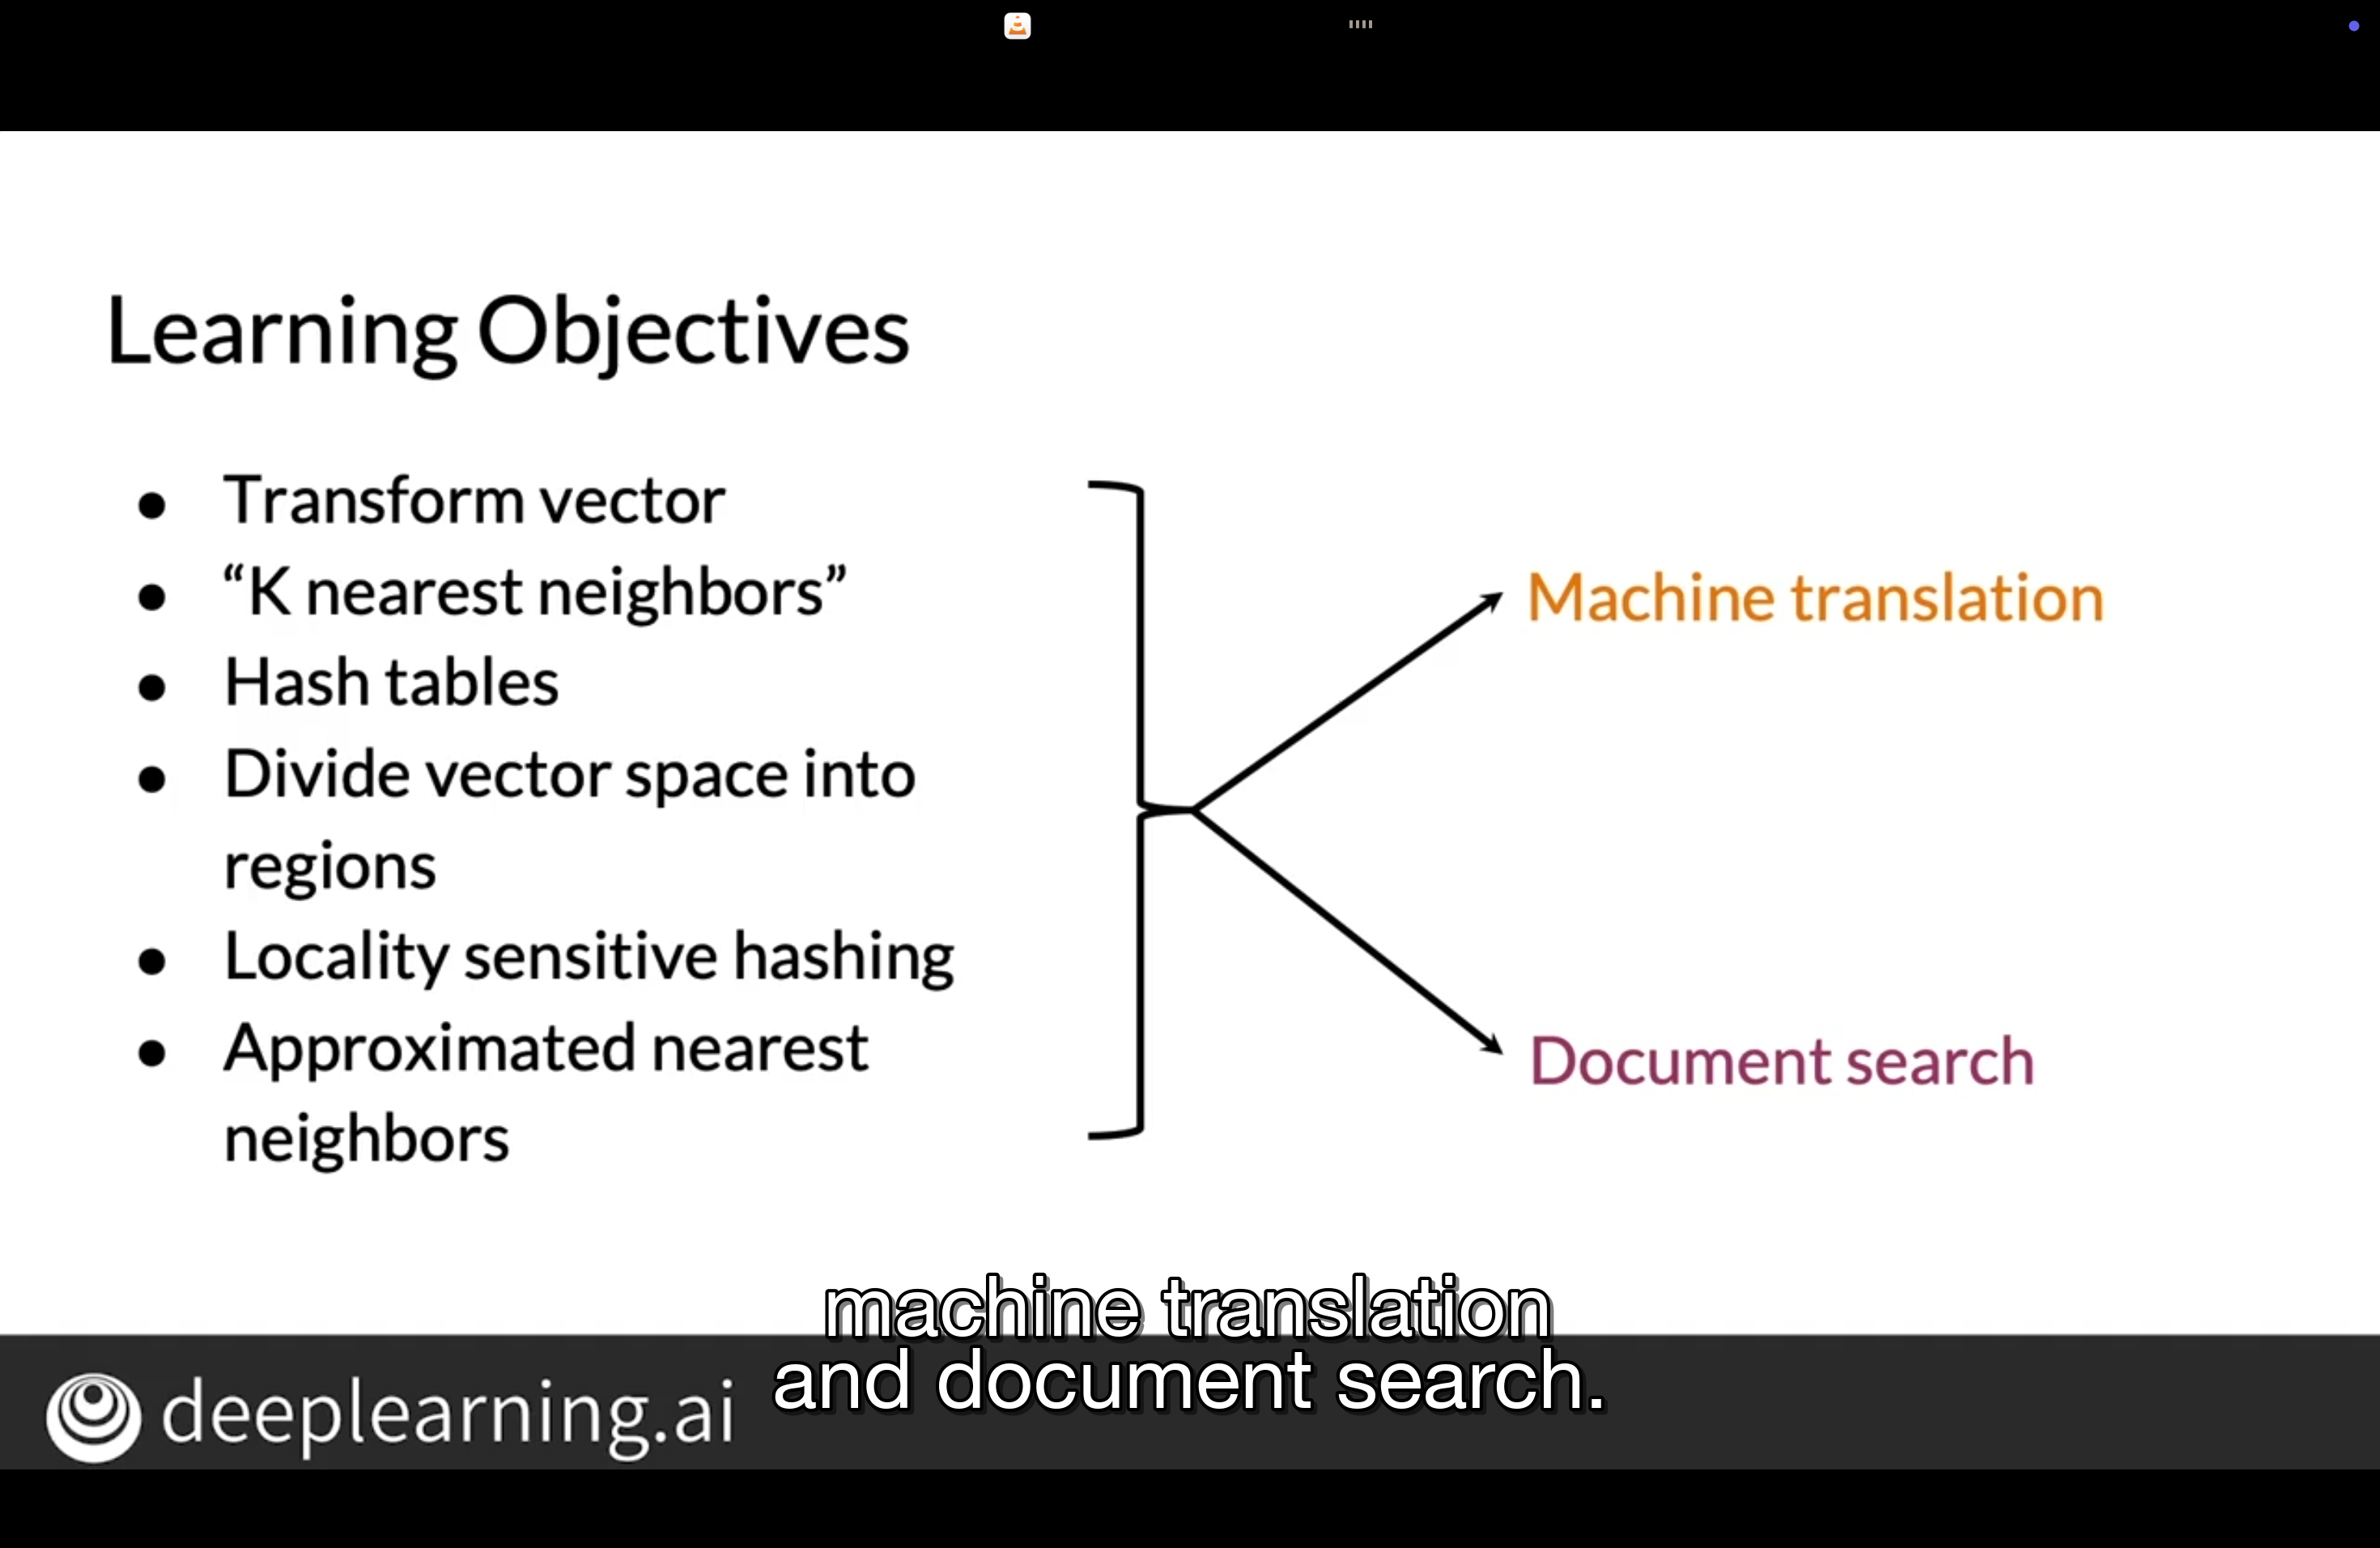 Learning Objectives
● Transform vector
● “K nearest neighbors”
● Hash tables
● Divide vector space into
regions
● Locality sensitive hashing
● Approximated nearest
neighbors
Machine translation
Document search
machine translation
and document search.
deeplearning.ai